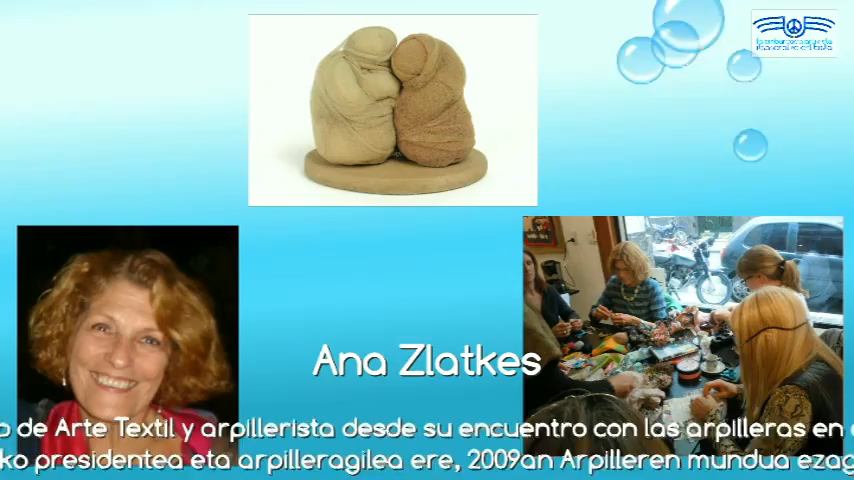 Ana Zlatkes
o de Arte Textil y arpillerista desde su encuentro con las arpilleras en
ko presidentea eta arpilleragilea ere, 2009an Arpilleren mundua ezag